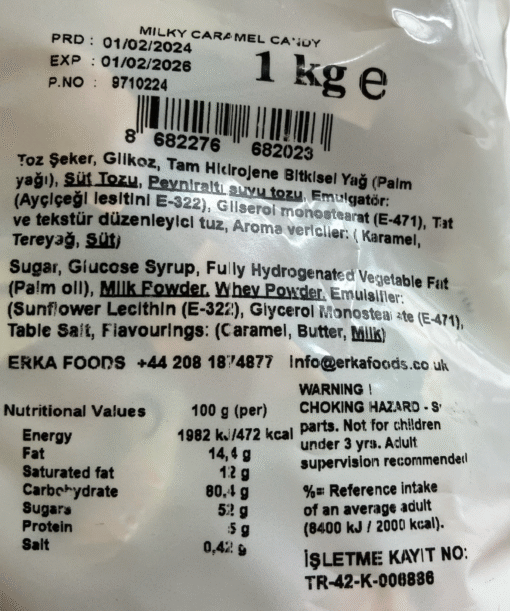 MILKY CARAMEL CANDY
PRD : 01/02/2024
EXP : 01/02/2026
P.NO : 9710224
1 kg e
8 682276 682023
Toz Şeker, Glikoz, Tam Hidrojene Bitkisel Yağ (Palm
yağı), Süt Tozu, Peyniraltı suyu tozu, Emulgatör:
(Ayçiçeği lesitini E-322), Gliserol monostearat (E-471), Tat
ve tekstür düzenleyici tuz, Aroma vericiler: ( Karamel,
Tereyağ, Süt)
Sugar, Glucose Syrup, Fully Hydrogenated Vegetable Fat
(Palm oil), Milk Powder, Whey Powder, Emulsifier:
(Sunflower Lecithin (E-322), Glycerol Monostearate (E-471),
Table Salt, Flavourings: (Caramel, Butter, Milk)
ERKA FOODS +44 208 1874877 info@erkafoods.co.uk
Nutritional Values 100 g (per)
Energy 1982 kJ/472 kcal
Fat 14,4 g
Saturated fat 12 g
Carbohydrate 80,4 g
Sugars 52 g
Protein 5 g
Salt 0,42 g
WARNING !
CHOKING HAZARD -
parts. Not for children
under 3 yrs. Adult
supervision recommended
%= Reference intake
of an average adult
(8400 kJ / 2000 kcal).
İŞLETME KAYIT NO:
TR-42-K-006886